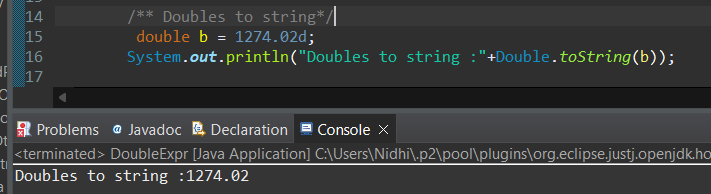 14 /** Doubles to string*/
15 double b = 1274.02d;
16 System.out.println("Doubles to string :"+Double.toString(b));
17
Problems @ Javadoc Declaration Console
<terminated> DoubleExpr [Java Application] C:\Users\Nidhi\.p2\pool\plugins\org.eclipse.justj.openjdk.ho
Doubles to string :1274.02